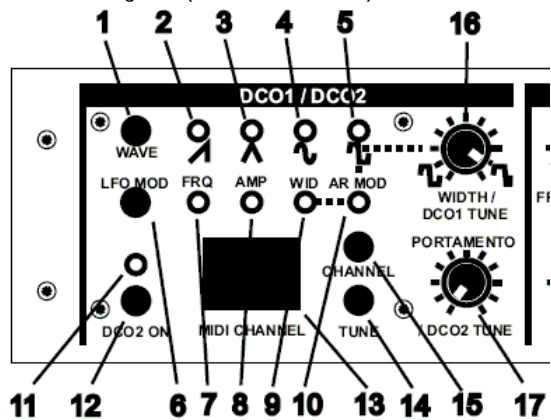 1 2 3 4 5 16
DCO1 / DCO2
WAVE
LFO MOD FRQ AMP WID AR MOD
WIDTH /
DCO1 TUNE
PORTAMENTO
CHANNEL
DCO2 ON MIDI CHANNEL TUNE / DCO2 TUNE
11 12 6 7 8 9 10 13 14 15 17